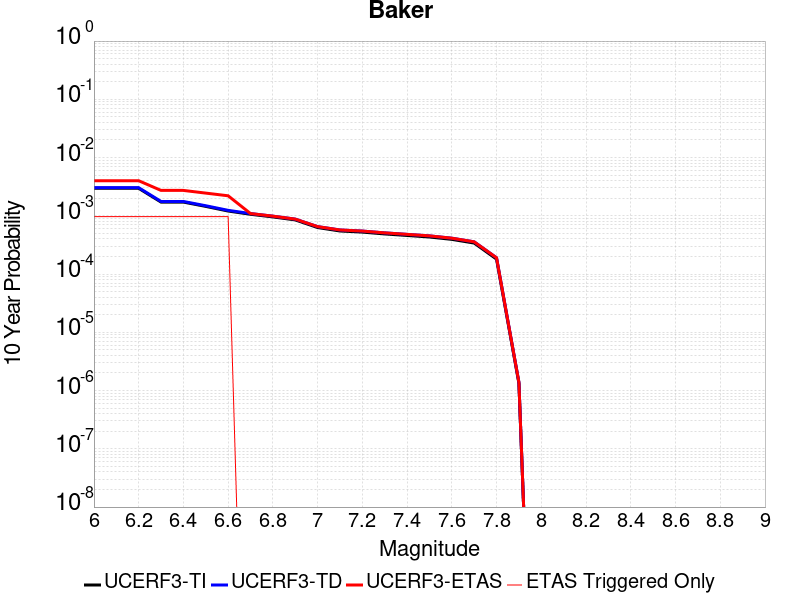 Baker
10^0
10^-1
10^-2
10^-3
10^-4
10^-5
10^-6
10^-7
10^-8
10 Year Probability
6 6.2 6.4 6.6 6.8 7 7.2 7.4 7.6 7.8 8 8.2 8.4 8.6 8.8 9
Magnitude
UCERF3-TI UCERF3-TD UCERF3-ETAS ETAS Triggered Only